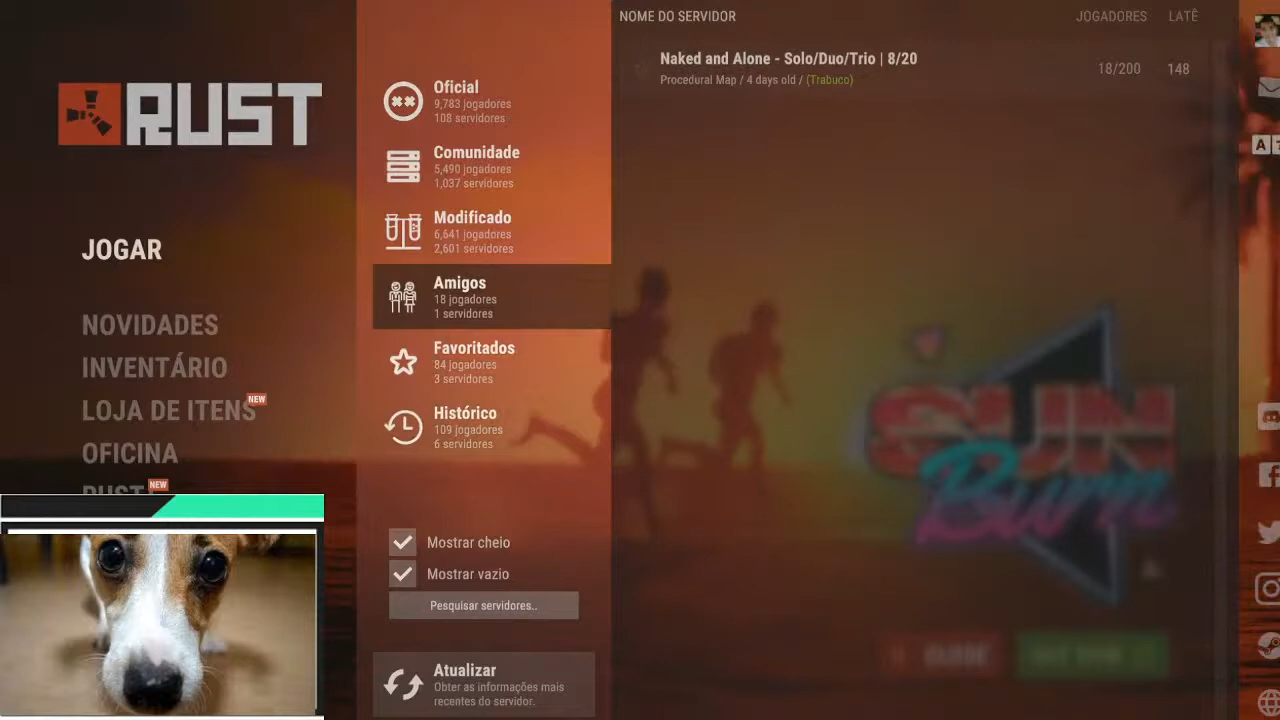 RUST
JOGAR
NOVIDADES
INVENTÁRIO
LOJA DE ITENS
NEW
OFICINA
NEW
Oficial
9,783 jogadores
108 servidores
Comunidade
5,490 jogadores
1,037 servidores
Modificado
6,641 jogadores
2,601 servidores
Amigos
18 jogadores
1 servidores
Favoritados
84 jogadores
3 servidores
Histórico
109 jogadores
6 servidores
Mostrar cheio
Mostrar vazio
Pesquisar servidores..
Atualizar
Obter as informações mais
recentes do servidor.
NOME DO SERVIDOR
JOGADORES
LATÊ
Naked and Alone - Solo/Duo/Trio | 8/20
Procedural Map / 4 days old / (Trabuco)
18/200
148
SUN
Burn